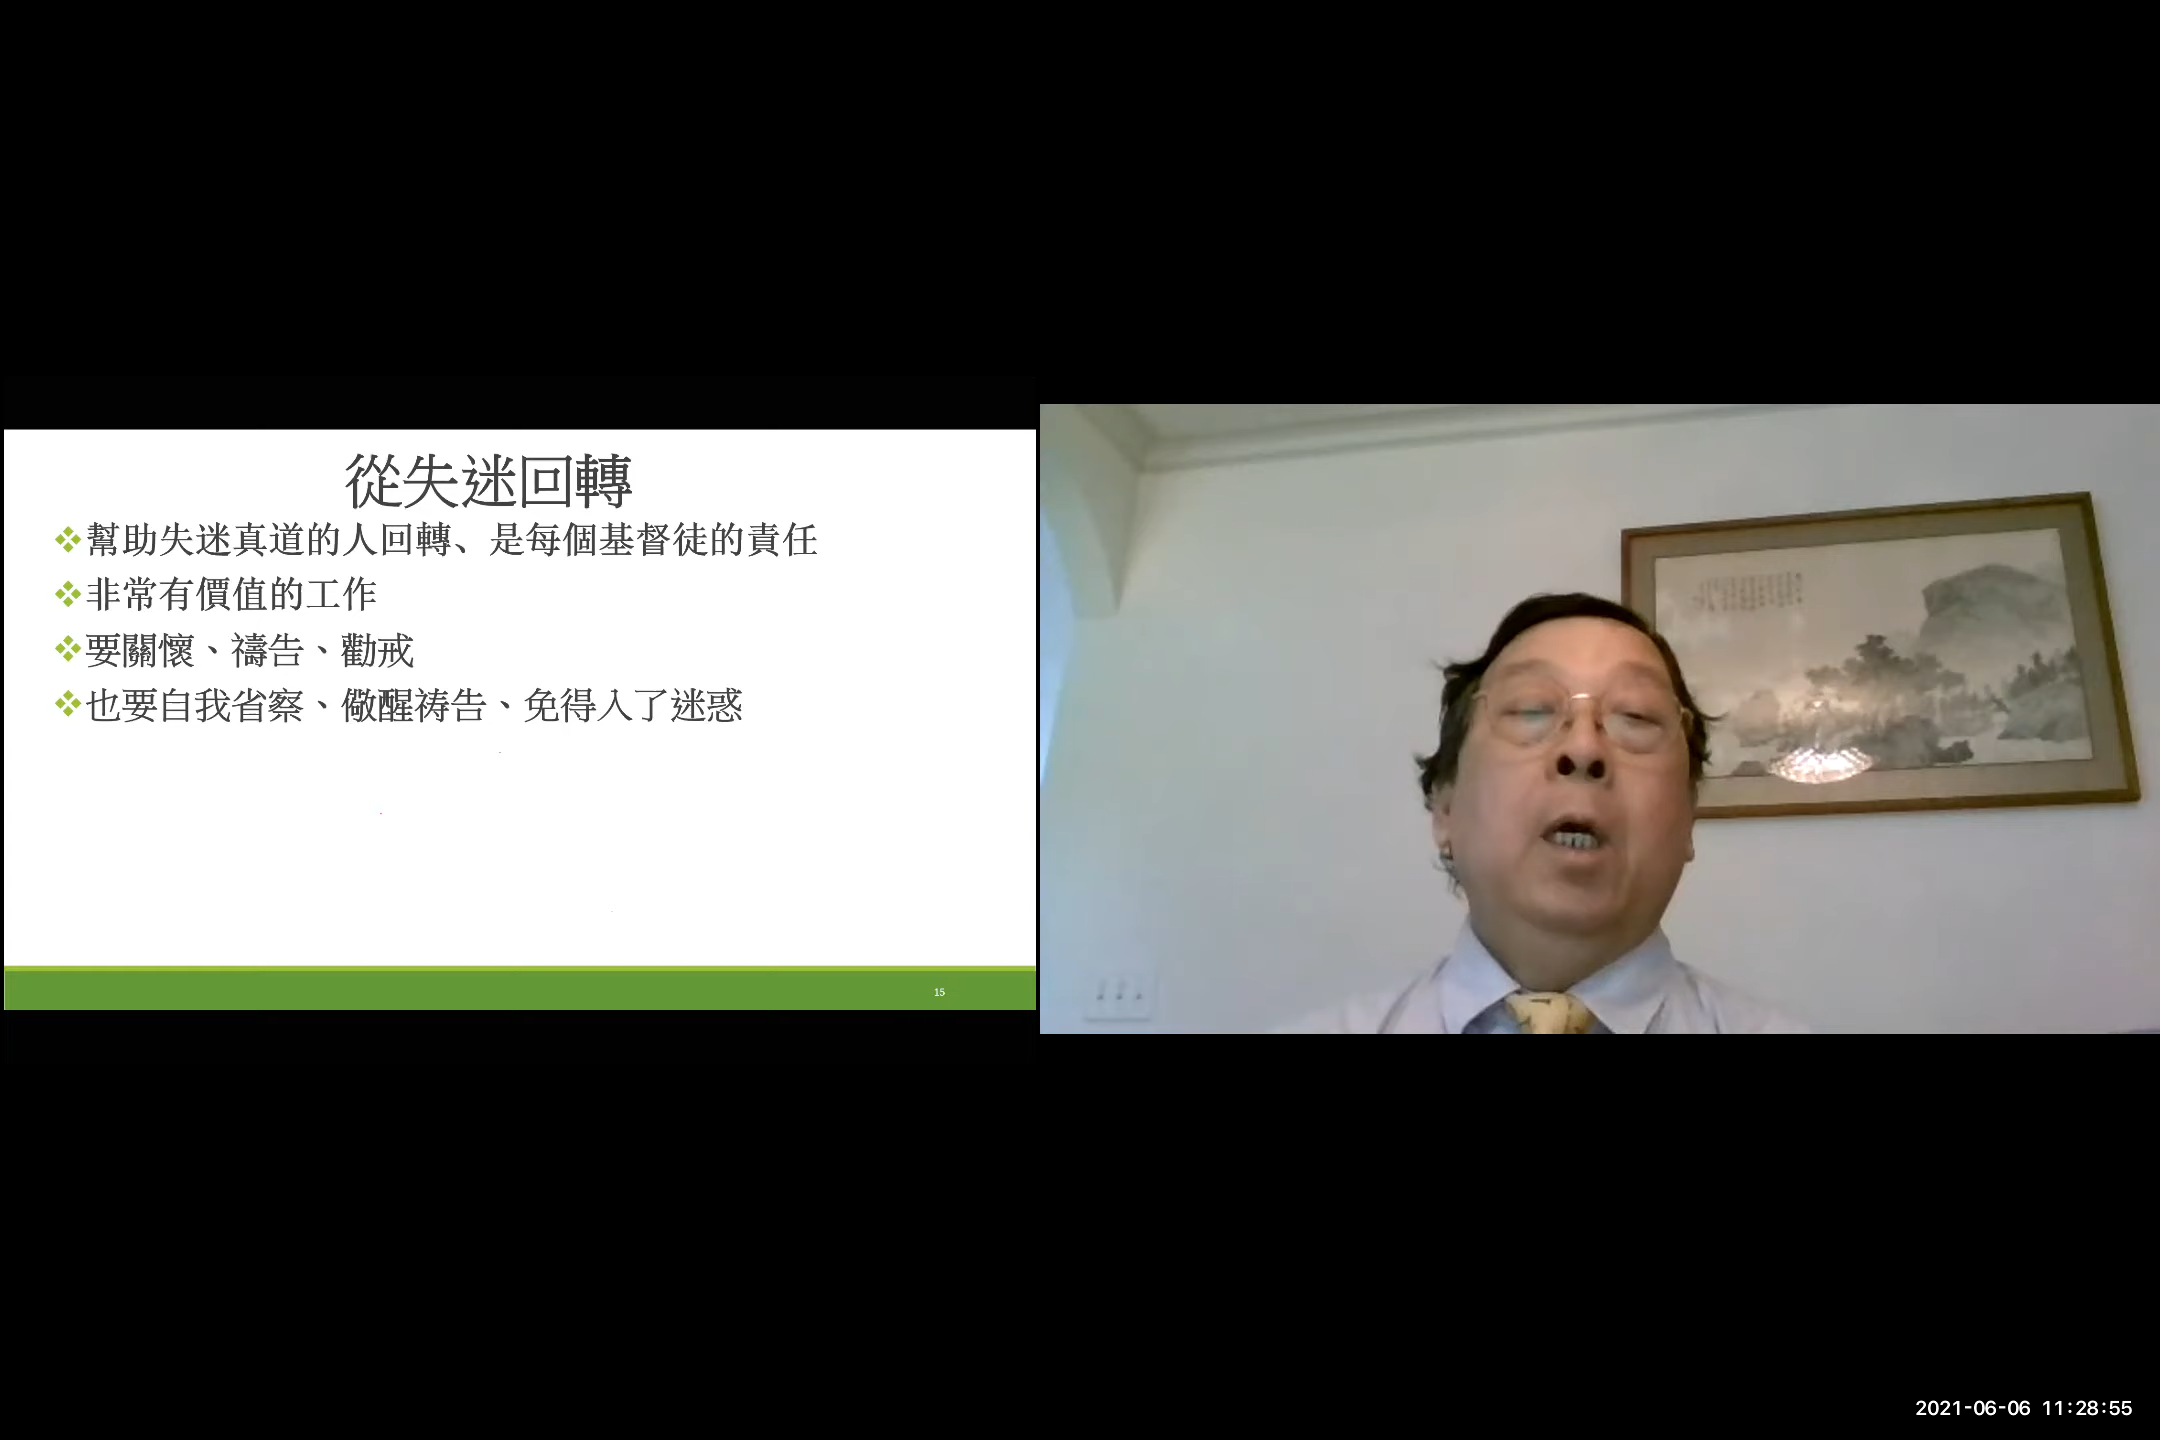 從失迷回轉
幫助失迷真道的人回轉、是每個基督徒的責任
非常有價值的工作
要關懷、禱告、勸戒
也要自我省察、儆醒祷告、免得入了迷惑
15
2021-06-06 11:28:55